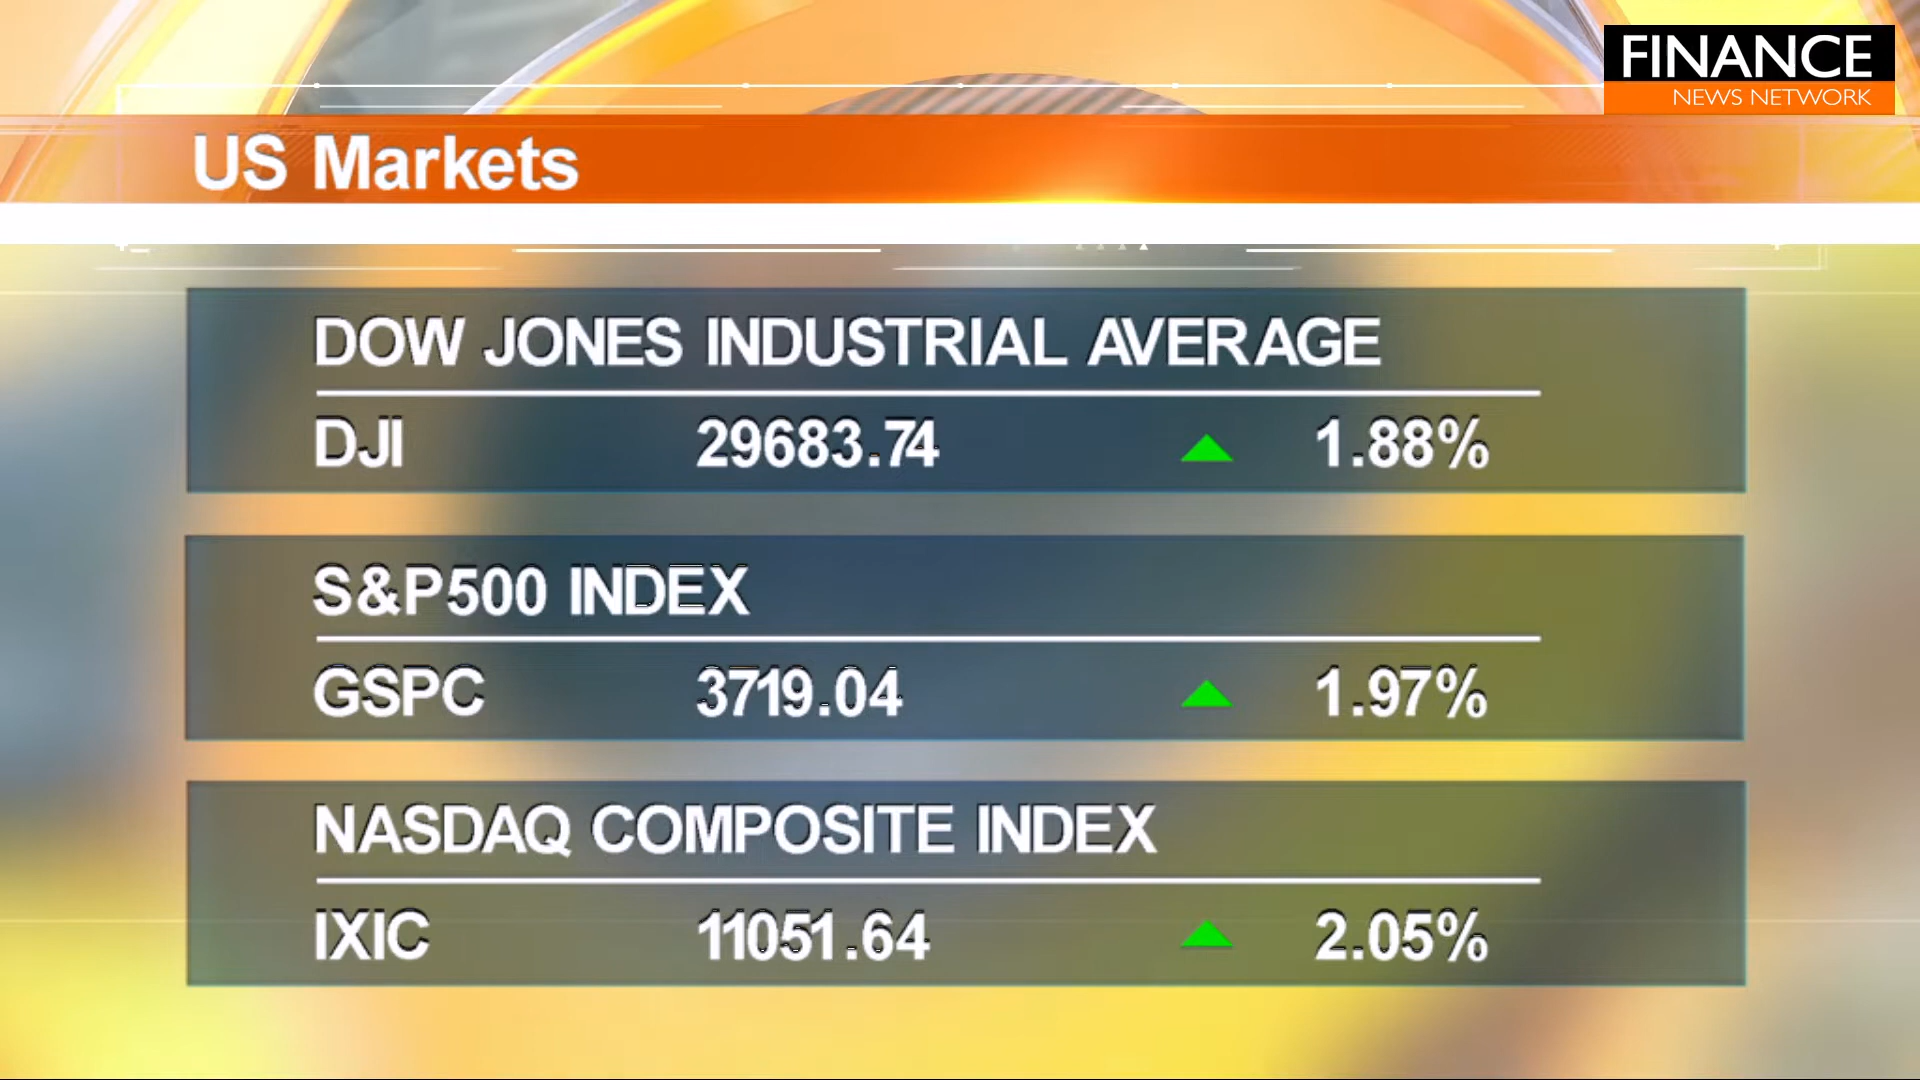 FINANCE
NEWS NETWORK
US Markets
DOW JONES INDUSTRIAL AVERAGE
DJI 29683.74 1.88%
S&P500 INDEX
GSPC 3719.04 1.97%
NASDAQ COMPOSITE INDEX
IXIC 11051.64 2.05%